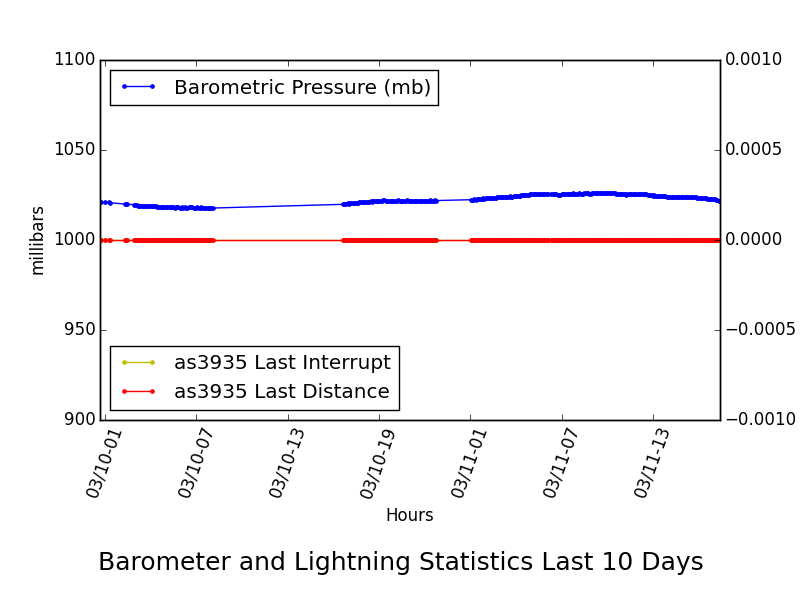 1100
1050
1000
950
900
millibars
Barometric Pressure (mb)
as3935 Last Interrupt
as3935 Last Distance
0.0010
0.0005
0.0000
−0.0005
−0.0010
03/10-01
03/10-07
03/10-13
03/10-19
03/11-01
03/11-07
03/11-13
Hours
Barometer and Lightning Statistics Last 10 Days